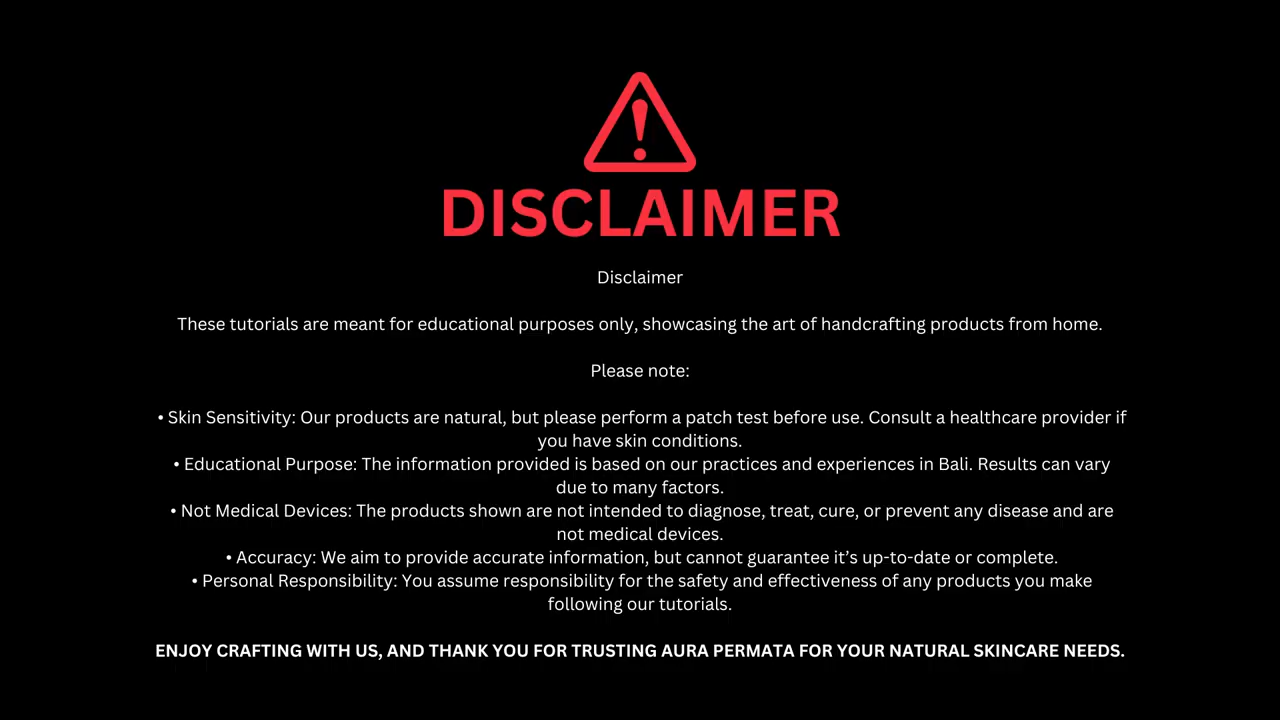 DISCLAIMER
Disclaimer
These tutorials are meant for educational purposes only, showcasing the art of handcrafting products from home.
Please note:
• Skin Sensitivity: Our products are natural, but please perform a patch test before use. Consult a healthcare provider if
you have skin conditions.
• Educational Purpose: The information provided is based on our practices and experiences in Bali. Results can vary
due to many factors.
• Not Medical Devices: The products shown are not intended to diagnose, treat, cure, or prevent any disease and are
not medical devices.
• Accuracy: We aim to provide accurate information, but cannot guarantee it’s up-to-date or complete.
• Personal Responsibility: You assume responsibility for the safety and effectiveness of any products you make
following our tutorials.
ENJOY CRAFTING WITH US, AND THANK YOU FOR TRUSTING AURA PERMATA FOR YOUR NATURAL SKINCARE NEEDS.